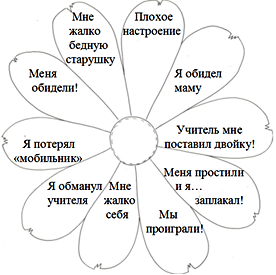 Плохое
настроение
Я обидел
маму
Учитель мне
поставил двойку!
Меня простили
и я…
заплакал!
Мы
проиграли!
Мне
жалко
себя
Я обманул
учителя
Я потерял
«мобильник»
Меня
обидели!
Мне
жалко
бедную
старушку